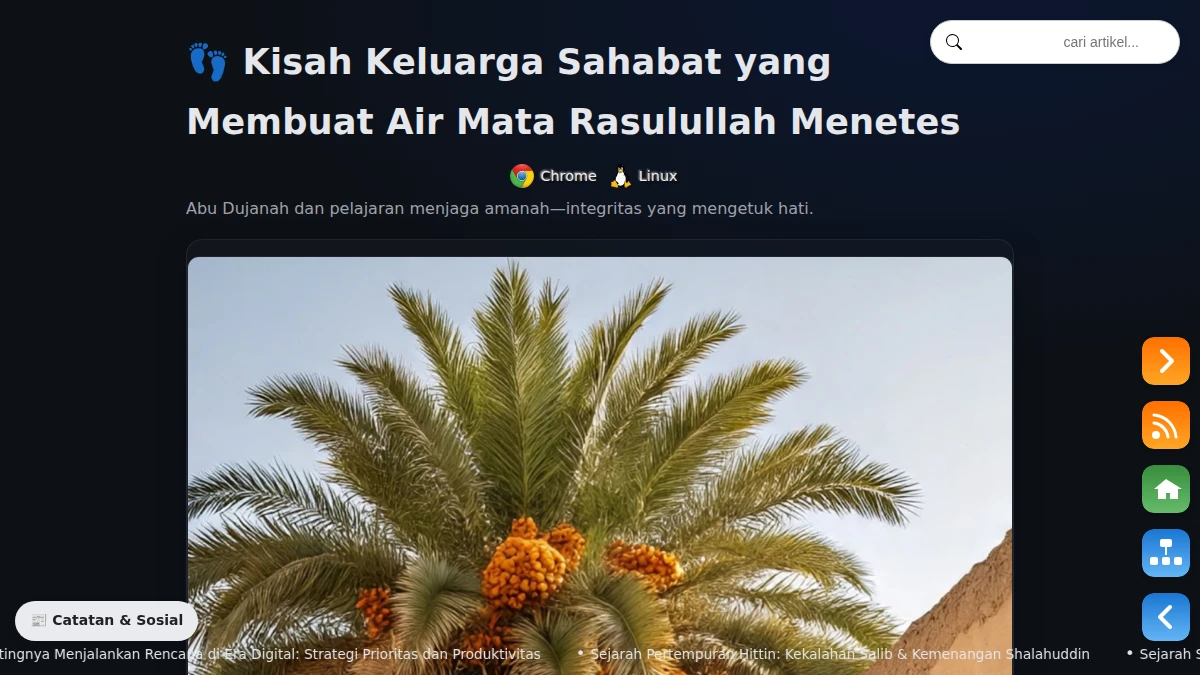 👣 Kisah Keluarga Sahabat yang
Membuat Air Mata Rasulullah Menetes
cari artikel...
Chrome Linux
Abu Dujanah dan pelajaran menjaga amanah—integritas yang mengetuk hati.
📰 Catatan & Sosial
tingnya Menjalankan Rencana di Era Digital: Strategi Prioritas dan Produktivitas • Sejarah Pertempuran Hittin: Kekalahan Salib & Kemenangan Shalahuddin • Sejarah S